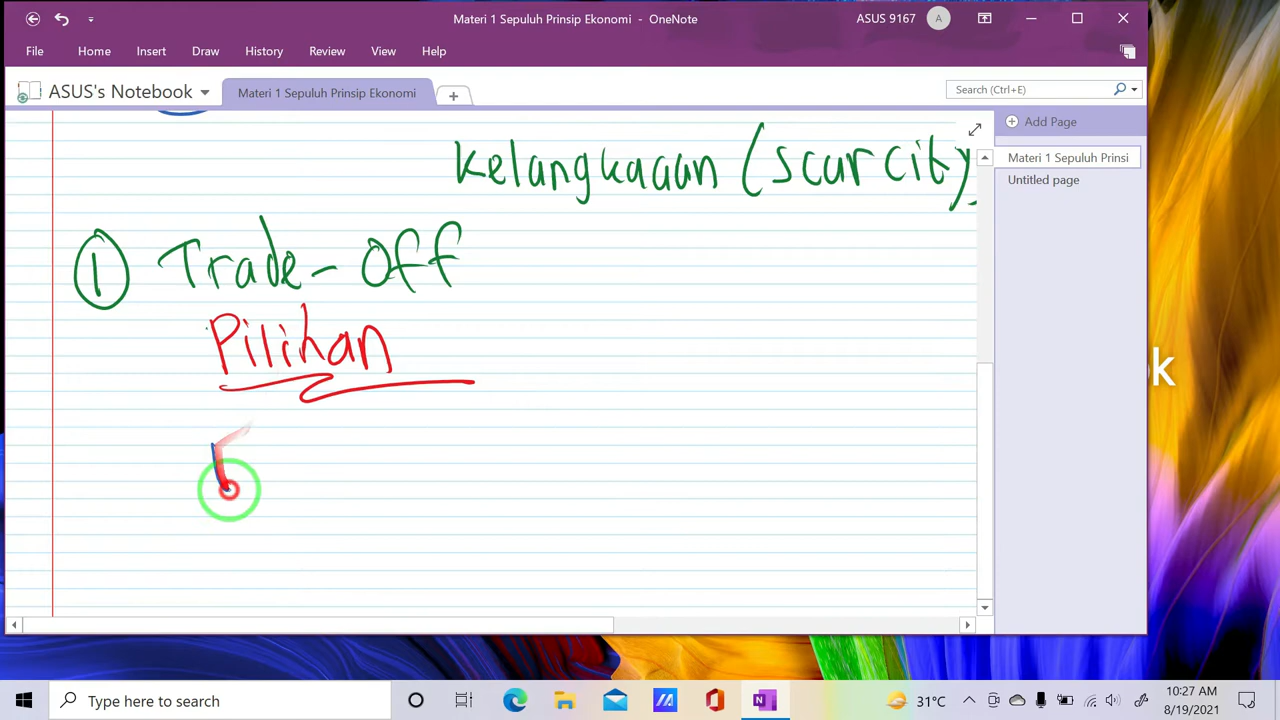 Materi 1 Sepuluh Prinsip Ekonomi - OneNote
ASUS 9167
A
File Home Insert Draw History Review View Help
ASUS's Notebook
Materi 1 Sepuluh Prinsip Ekonomi
Search (Ctrl+E)
Add Page
Materi 1 Sepuluh Prinsi
Untitled page
Kelangkaaan (scarcity)
1 Trade-Off
Pilihan
ok
Type here to search
31°C
10:27 AM
8/19/2021